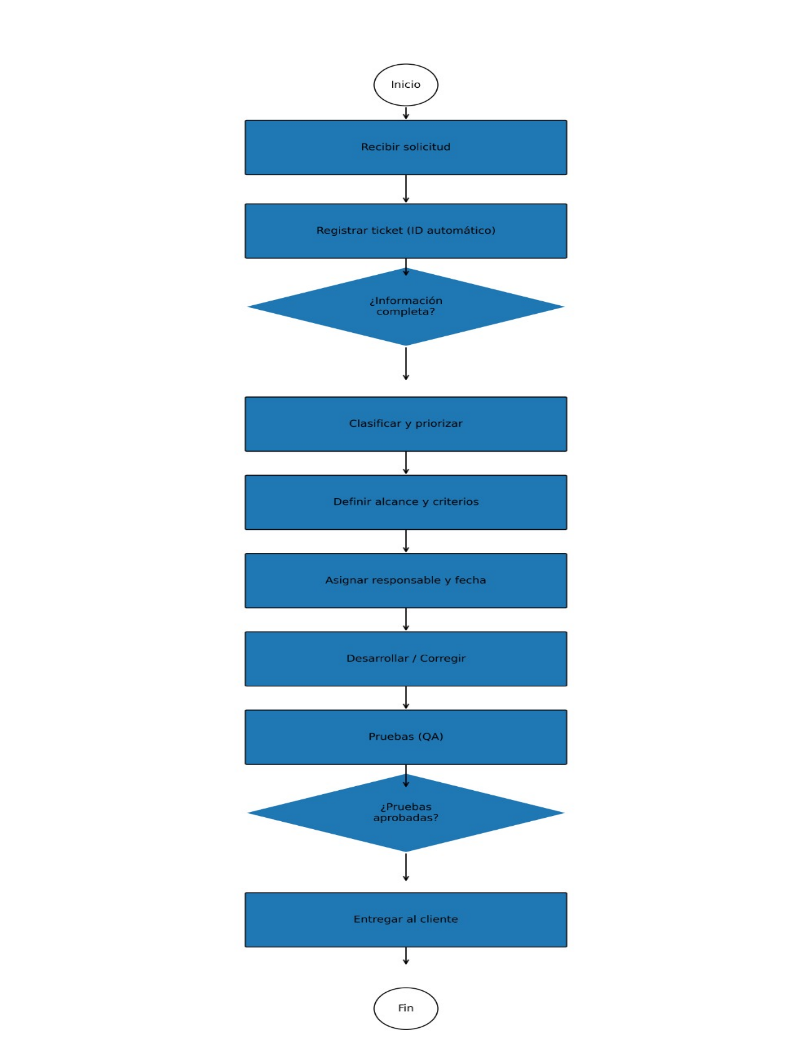 Inicio
Recibir solicitud
Registrar ticket (ID automático)
¿Información
completa?
Clasificar y priorizar
Definir alcance y criterios
Asignar responsable y fecha
Desarrollar / Corregir
Pruebas (QA)
¿Pruebas
aprobadas?
Entregar al cliente
Fin